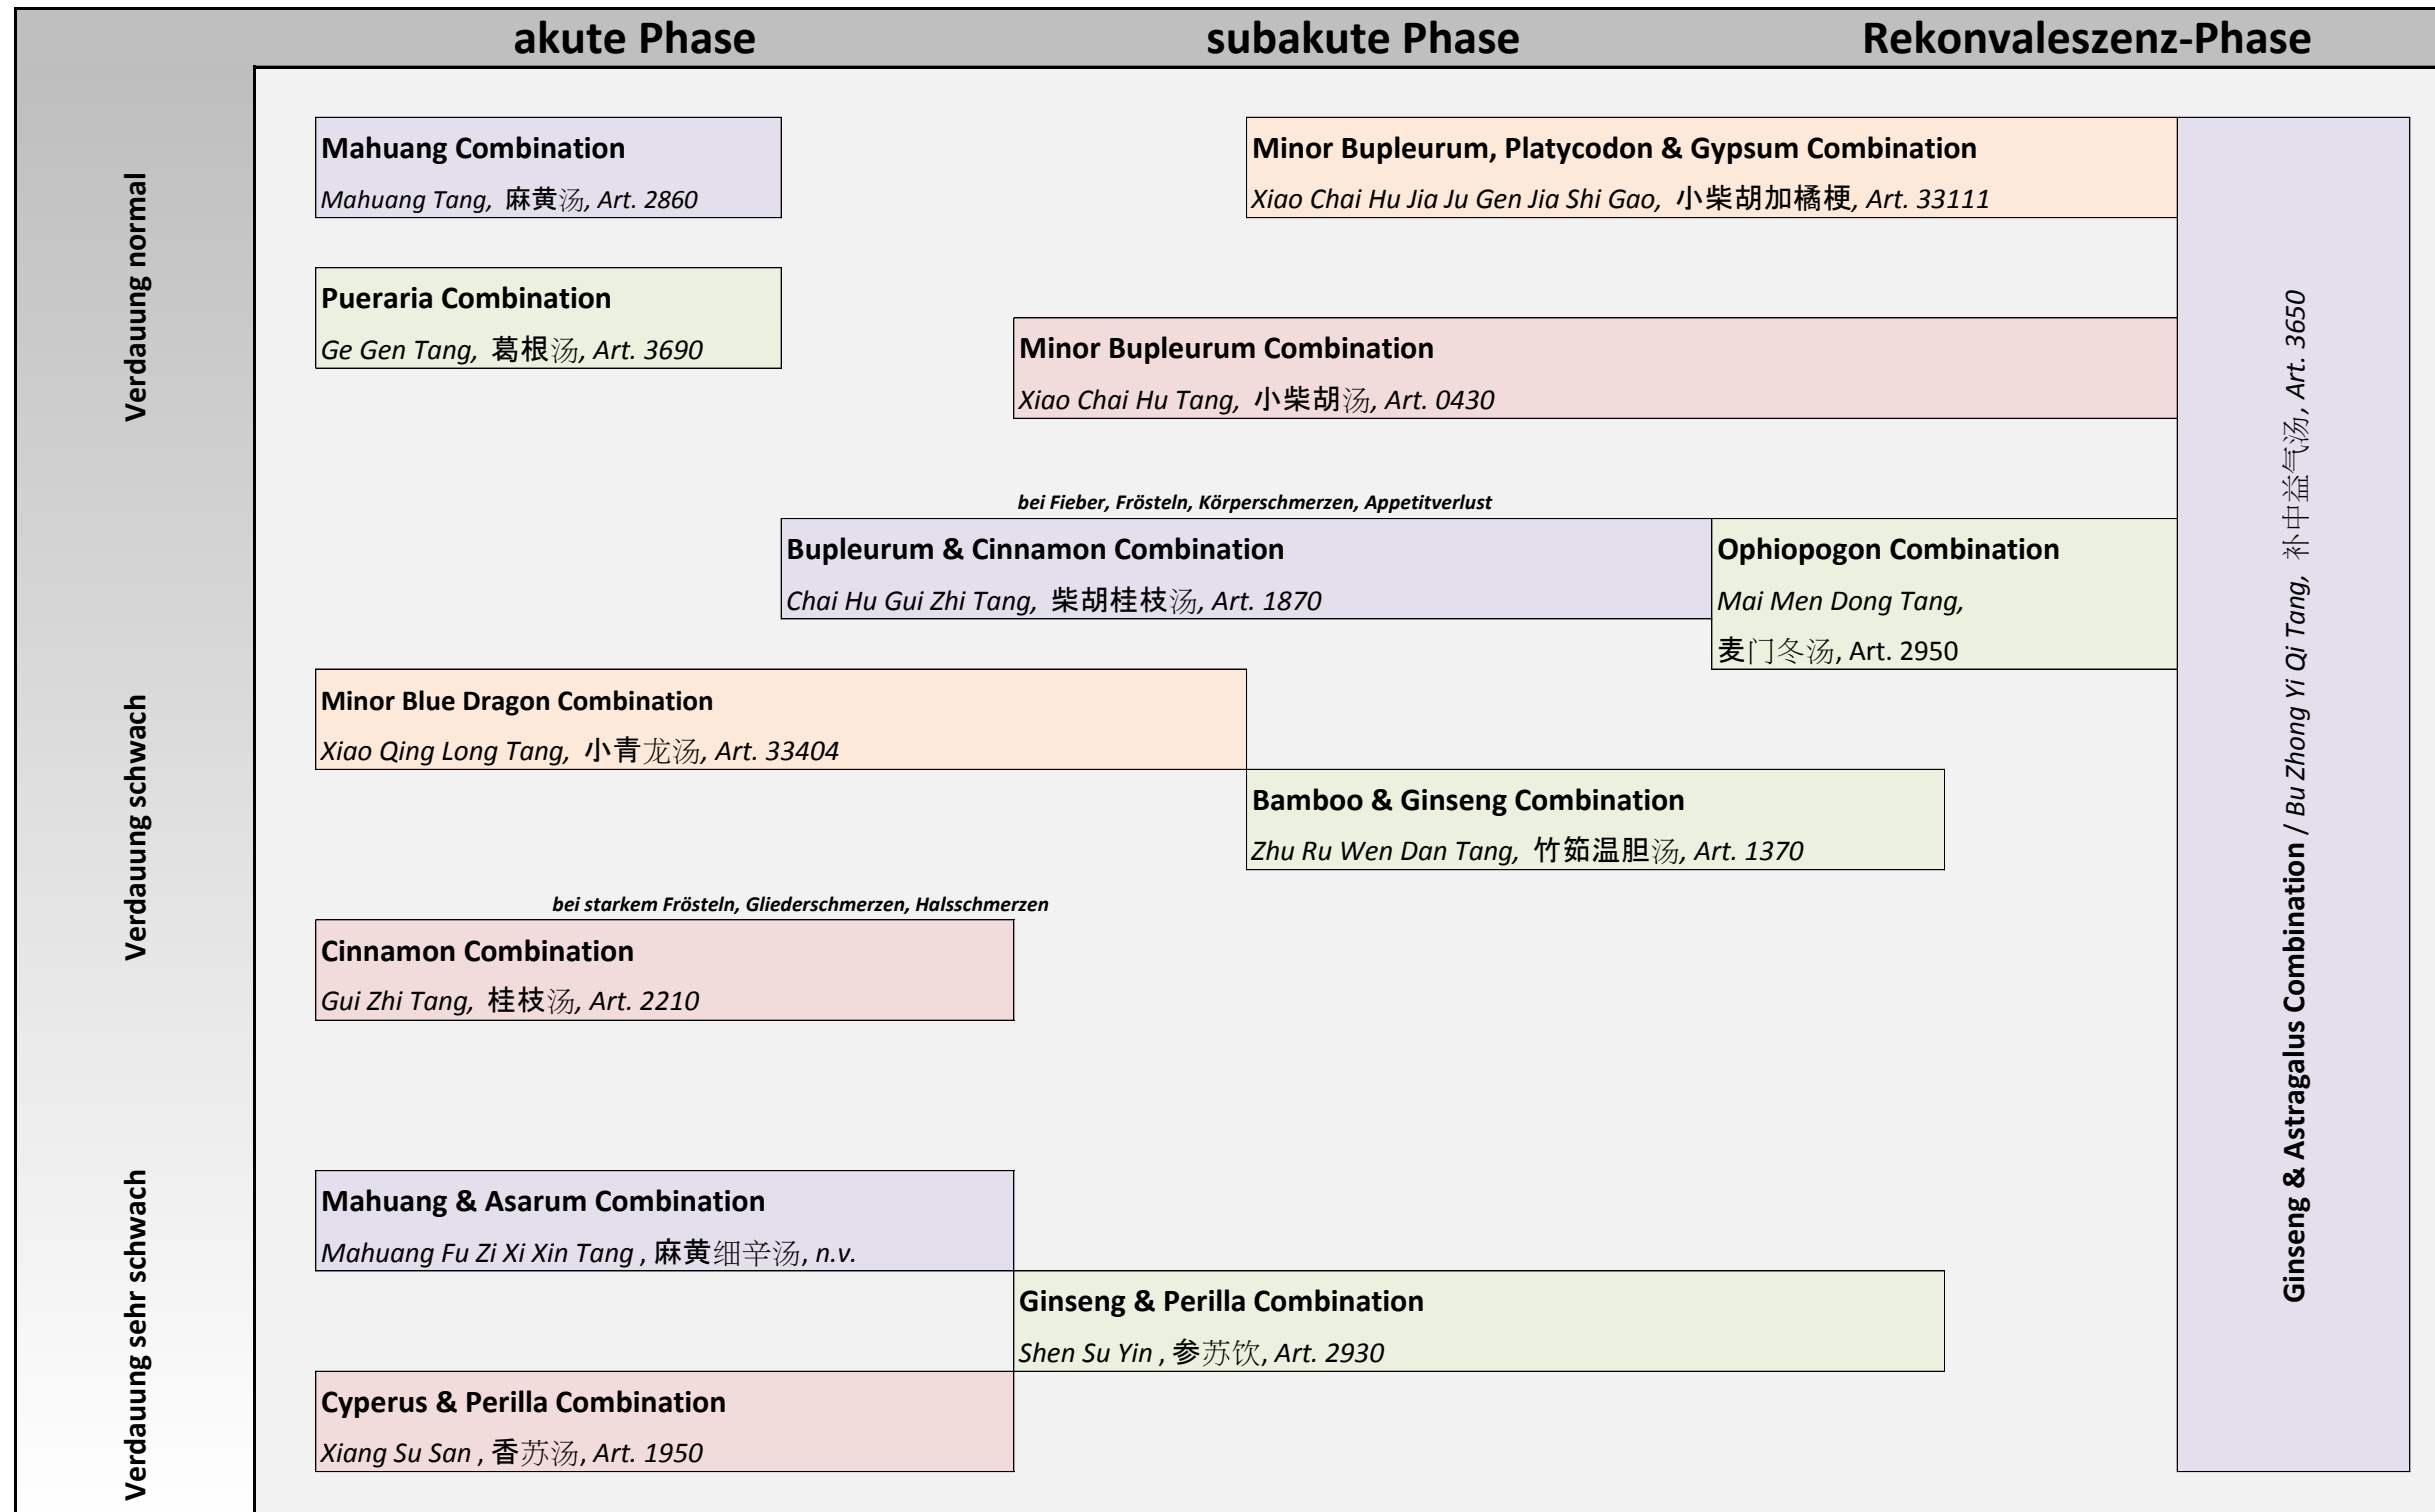 akute Phase
subakute Phase
Rekonvaleszenz-Phase
Verdauung normal
Mahuang Combination
Mahuang Tang, 麻黄汤, Art. 2860
Minor Bupleurum, Platycodon & Gypsum Combination
Xiao Chai Hu Jia Ju Gen Jia Shi Gao, 小柴胡加橘梗, Art. 33111
Pueraria Combination
Ge Gen Tang, 葛根汤, Art. 3690
Minor Bupleurum Combination
Xiao Chai Hu Tang, 小柴胡汤, Art. 0430
bei Fieber, Frösteln, Körperschmerzen, Appetitverlust
Bupleurum & Cinnamon Combination
Chai Hu Gui Zhi Tang, 柴胡桂枝汤, Art. 1870
Ophiopogon Combination
Mai Men Dong Tang,
麦门冬汤, Art. 2950
Verdauung schwach
Minor Blue Dragon Combination
Xiao Qing Long Tang, 小青龙汤, Art. 33404
Bamboo & Ginseng Combination
Zhu Ru Wen Dan Tang, 竹筎温胆汤, Art. 1370
bei starkem Frösteln, Gliederschmerzen, Halsschmerzen
Cinnamon Combination
Gui Zhi Tang, 桂枝汤, Art. 2210
Verdauung sehr schwach
Mahuang & Asarum Combination
Mahuang Fu Zi Xi Xin Tang , 麻黄细辛汤, n.v.
Ginseng & Perilla Combination
Shen Su Yin , 参苏饮, Art. 2930
Cyperus & Perilla Combination
Xiang Su San , 香苏汤, Art. 1950
Ginseng & Astragalus Combination / Bu Zhong Yi Qi Tang, 补中益气汤, Art. 3650